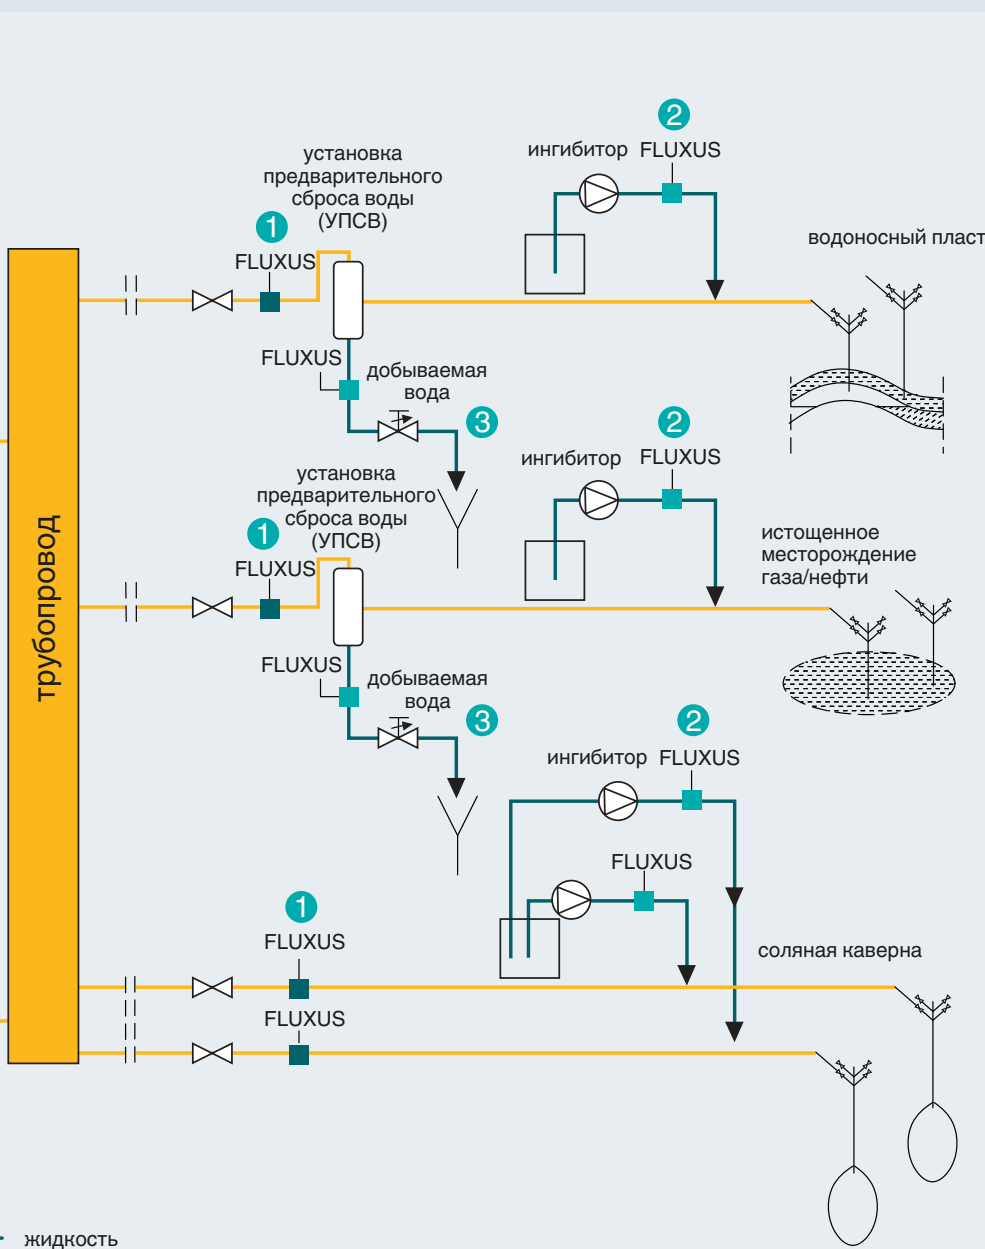 2
ингибитор FLUXUS
установка
предварительного
сброса воды
(УПСВ)
1
FLUXUS
водоносный пласт
FLUXUS
добываемая
вода
3
2
ингибитор FLUXUS
установка
предварительного
сброса воды
(УПСВ)
1
FLUXUS
истощенное
месторождение
газа/нефти
трубопровод
FLUXUS
добываемая
вода
3
2
ингибитор FLUXUS
FLUXUS
1
FLUXUS
соляная каверна
FLUXUS
жидкость